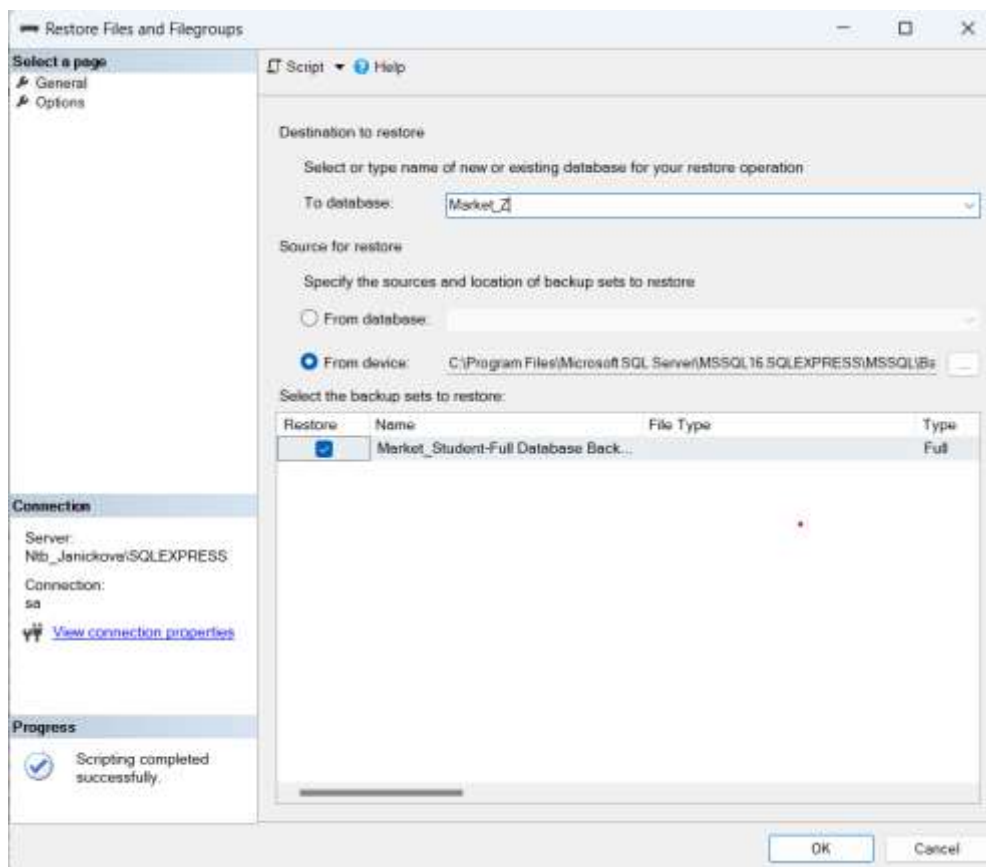 Restore Files and Filegroups
Select a page
General
Options
Script
Help
Destination to restore
Select or type name of new or existing database for your restore operation
To database: Market_Z
Source for restore
Specify the sources and location of backup sets to restore
From database:
From device: C:\Program Files\Microsoft SQL Server\MSSQL16.SQLEXPRESS\MSSQL\Ba
...
Select the backup sets to restore:
Restore Name File Type Type
Market_Student-Full Database Back... Full
Connection
Server:
Ntb_Janickova\SQLEXPRESS
Connection:
sa
View connection properties
Progress
Scripting completed
successfully.
OK Cancel